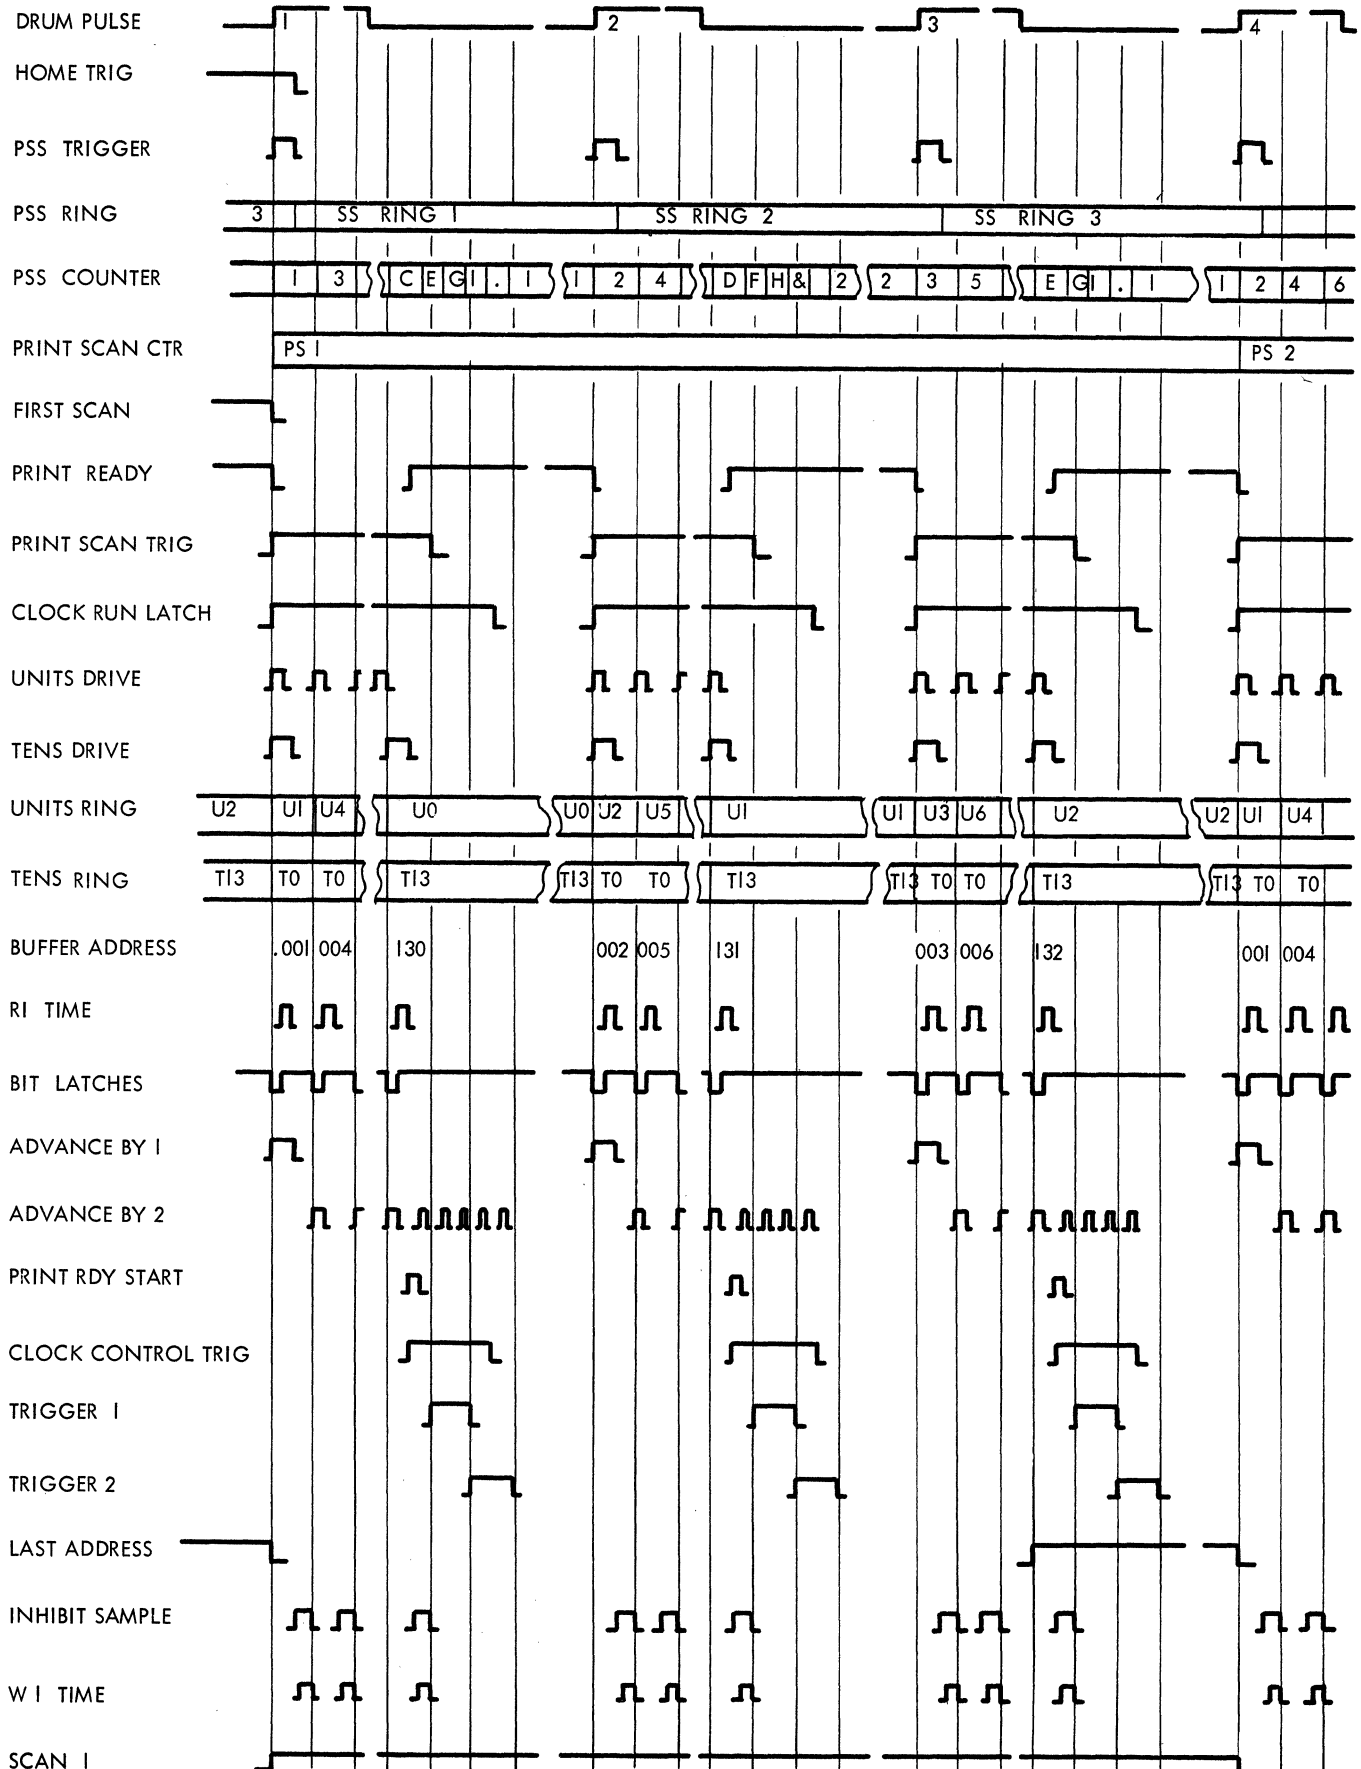 DRUM PULSE 1 2 3 4
HOME TRIG
PSS TRIGGER
PSS RING 3 SS RING 1 SS RING 2 SS RING 3
PSS COUNTER 1 3 C E G I . 1 1 2 4 D F H & 2 2 3 5 E G I . 1 1 2 4 6
PRINT SCAN CTR PS 1 PS 2
FIRST SCAN
PRINT READY
PRINT SCAN TRIG
CLOCK RUN LATCH
UNITS DRIVE
TENS DRIVE
UNITS RING U2 U1 U4 U0 U0 U2 U5 U1 U1 U3 U6 U2 U2 U1 U4
TENS RING T13 T0 T0 T13 T13 T0 T0 T13 T13 T0 T0 T13 T13 T0 T0
BUFFER ADDRESS .001 004 130 002 005 131 003 006 132 001 004
R1 TIME
BIT LATCHES
ADVANCE BY 1
ADVANCE BY 2
PRINT RDY START
CLOCK CONTROL TRIG
TRIGGER 1
TRIGGER 2
LAST ADDRESS
INHIBIT SAMPLE
W1 TIME
SCAN 1